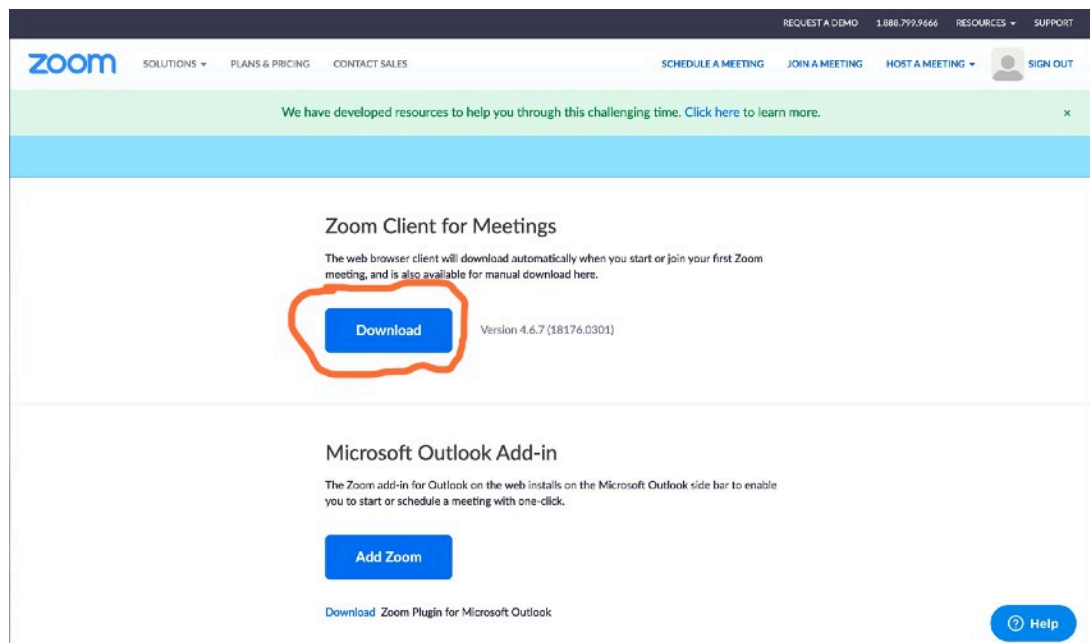 REQUEST A DEMO 1.888.799.9666 RESOURCES SUPPORT
zoom SOLUTIONS PLANS & PRICING CONTACT SALES SCHEDULE A MEETING JOIN A MEETING HOST A MEETING SIGN OUT
We have developed resources to help you through this challenging time. Click here to learn more. ×
Zoom Client for Meetings
The web browser client will download automatically when you start or join your first Zoom
meeting, and is also available for manual download here.
Download Version 4.6.7 (18176.0301)
Microsoft Outlook Add-in
The Zoom add-in for Outlook on the web installs on the Microsoft Outlook side bar to enable
you to start or schedule a meeting with one-click.
Add Zoom
Download Zoom Plugin for Microsoft Outlook
? Help